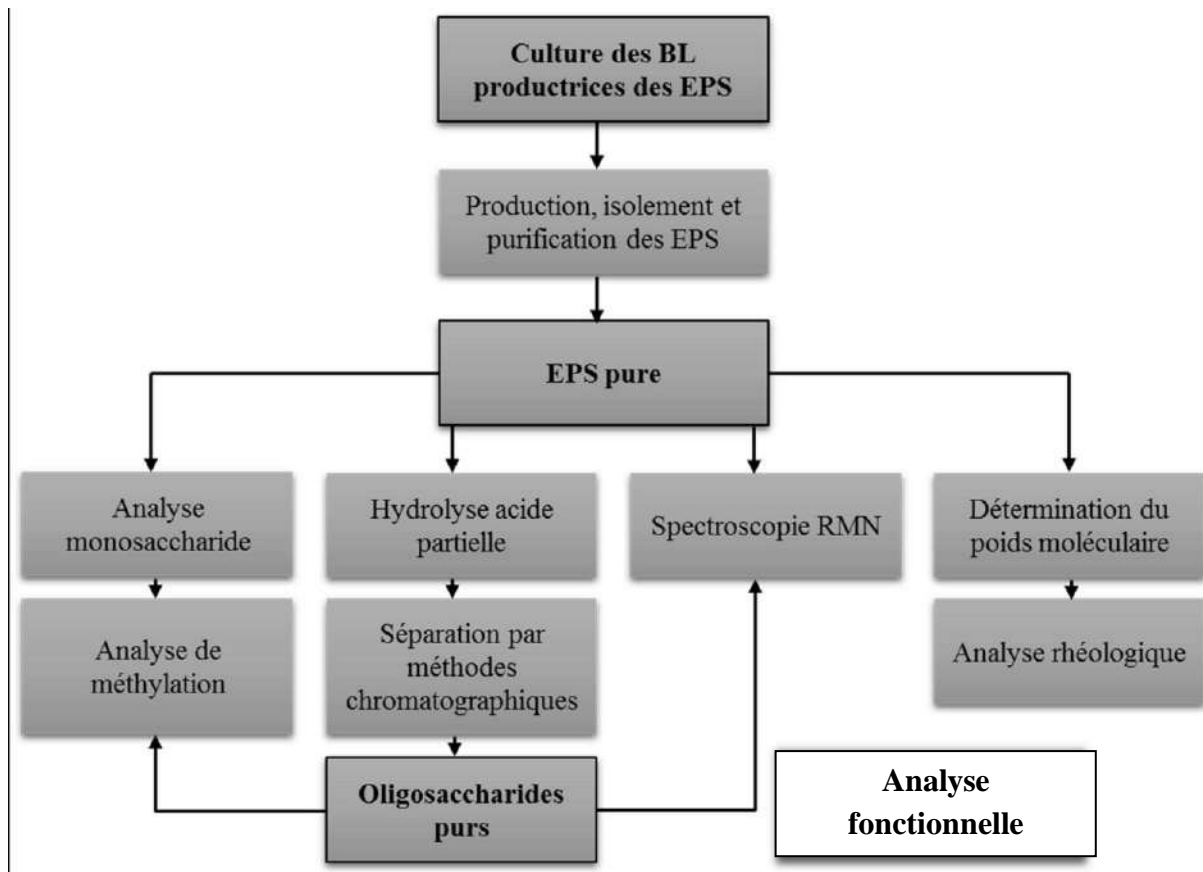 Culture des BL
productrices des EPS
Production, isolement et
purification des EPS
EPS pure
Analyse
monosaccharide
Hydrolyse acide
partielle
Spectroscopie RMN
Détermination du
poids moléculaire
Analyse de
méthylation
Séparation par
méthodes
chromatographiques
Analyse rhéologique
Oligosaccharides
purs
Analyse
fonctionnelle